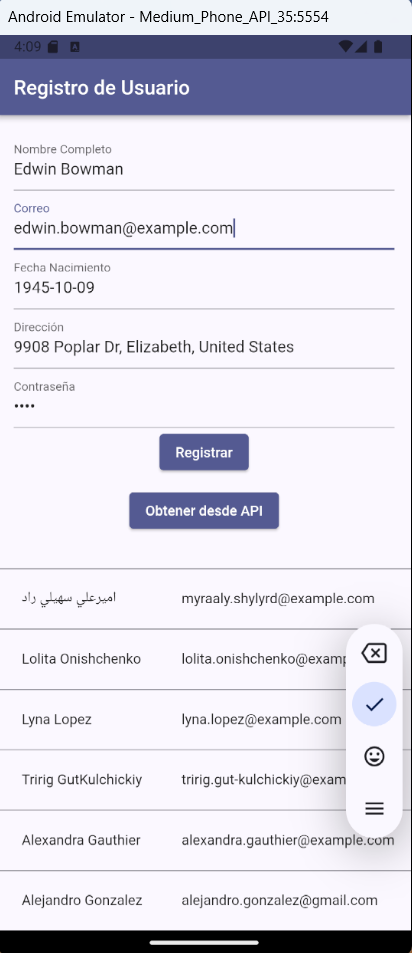 Android Emulator - Medium_Phone_API_35:5554
4:09 A
Registro de Usuario
Nombre Completo
Edwin Bowman
Correo
edwin.bowman@example.com
Fecha Nacimiento
1945-10-09
Dirección
9908 Poplar Dr, Elizabeth, United States
Contraseña
••••
Registrar
Obtener desde API
اميرعلي سهيلي راد myraaly.shylyrd@example.com
Lolita Onishchenko lolita.onishchenko@examp
Lyna Lopez lyna.lopez@example.com
Tririg GutKulchickiy tririg.gut-kulchickiy@exam
Alexandra Gauthier alexandra.gauthier@example.com
Alejandro Gonzalez alejandro.gonzalez@gmail.com